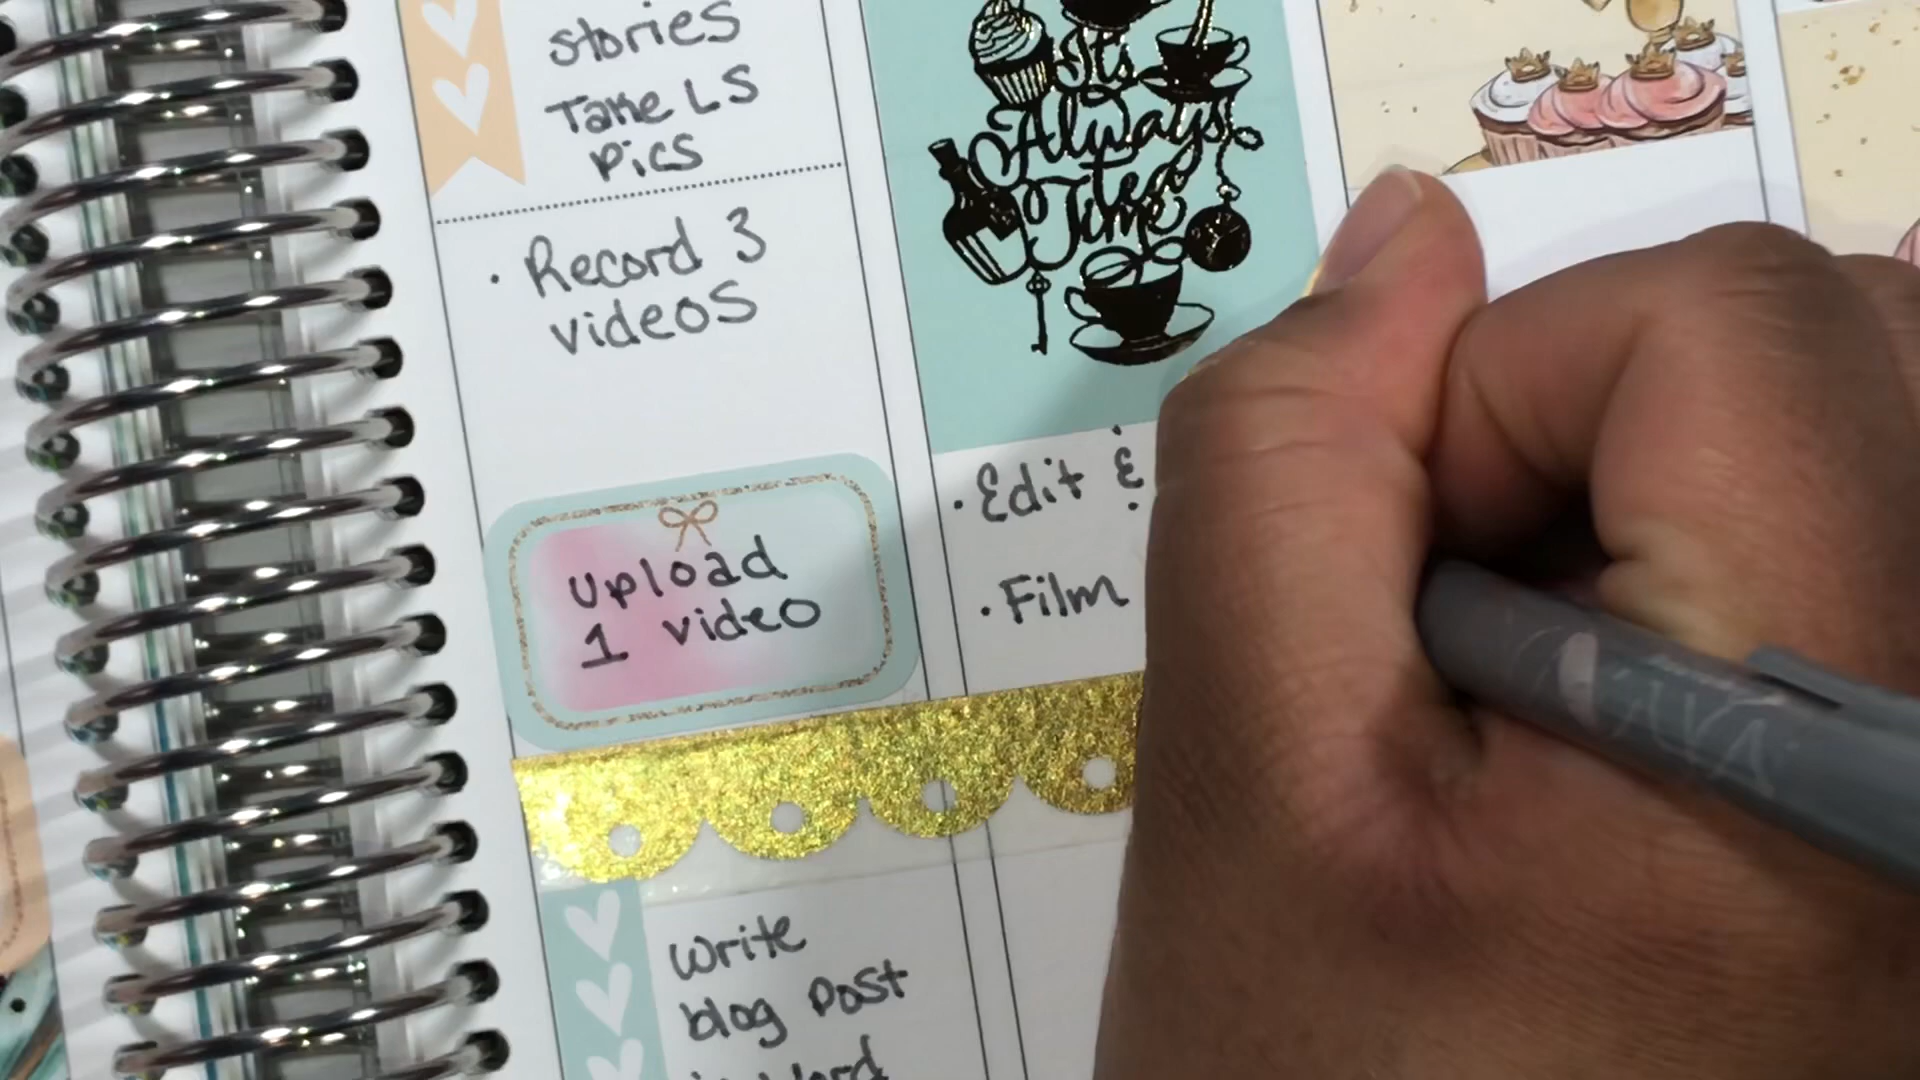 stories
Take LS
pics
• Record 3
videos
Upload
1 video
Write
blog post
It's
Always
Tea
Time
• Edit &
• Film